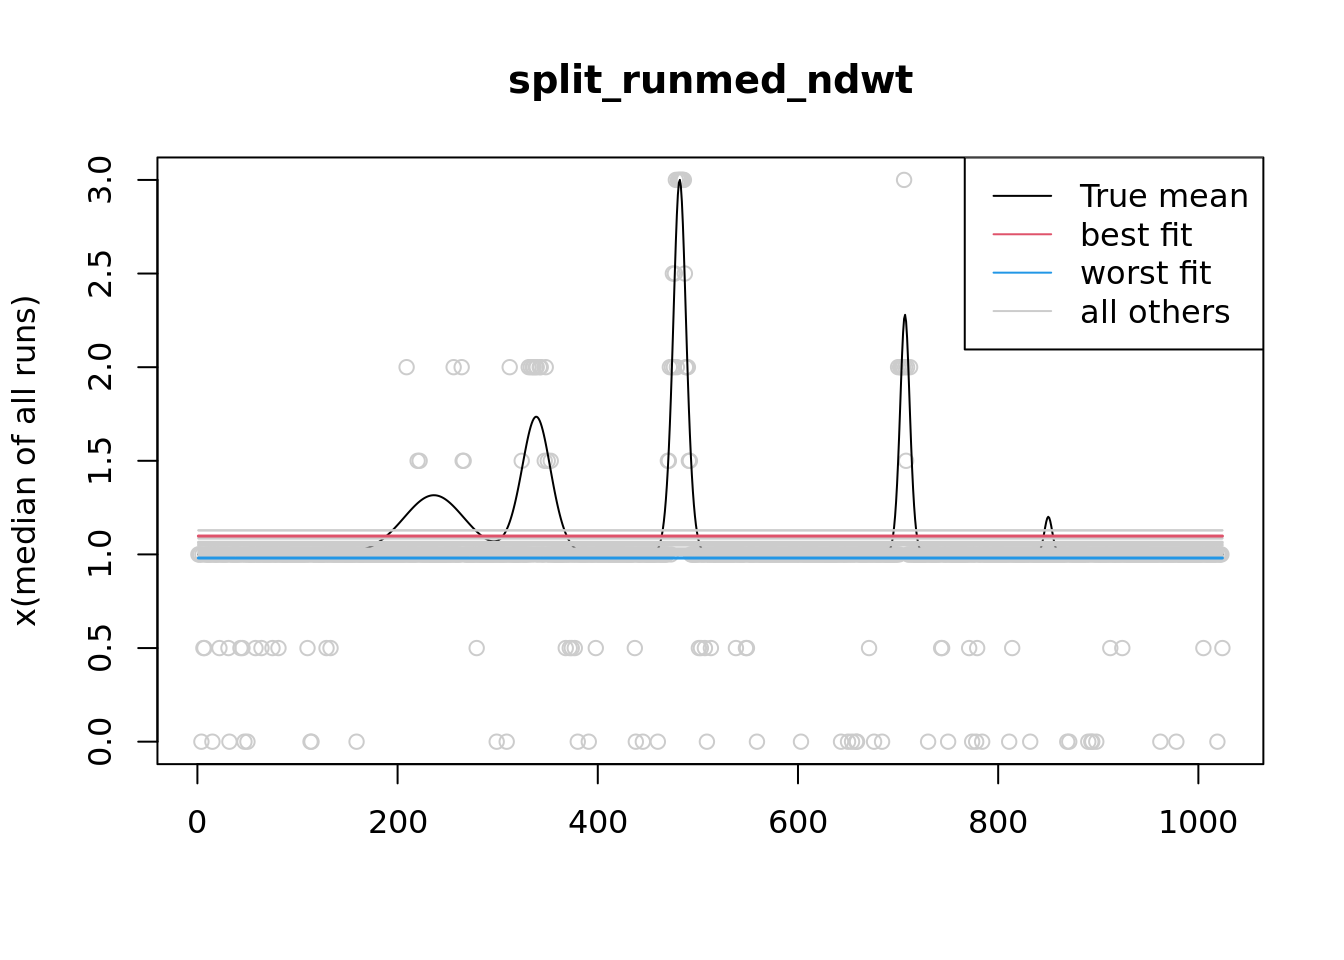 split_runmed_ndwt
True mean
best fit
worst fit
all others
x(median of all runs)
3.0
2.5
2.0
1.5
1.0
0.5
0.0
0 200 400 600 800 1000